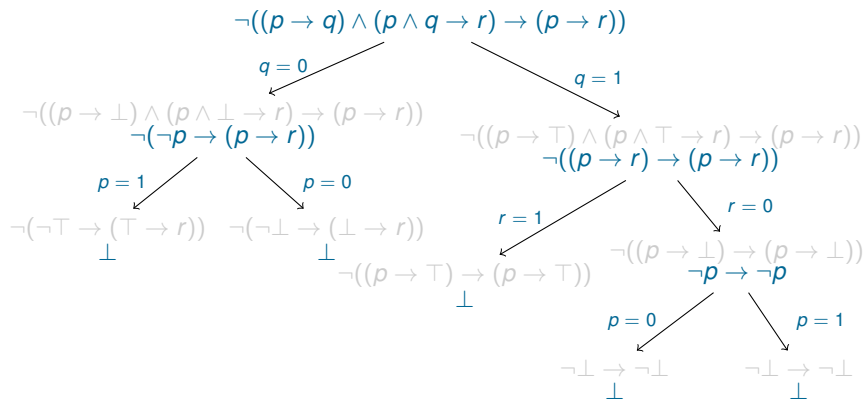 ¬((p → q) ∧ (p ∧ q → r) → (p → r))
q = 0
q = 1
¬((p → ⊥) ∧ (p ∧ ⊥ → r) → (p → r))
¬(¬p → (p → r))
¬((p → ⊤) ∧ (p ∧ ⊤ → r) → (p → r))
¬((p → r) → (p → r))
p = 1
p = 0
r = 1
r = 0
¬(¬⊤ → (⊤ → r))
⊥
¬(¬⊥ → (⊥ → r))
⊥
¬((p → ⊤) → (p → ⊤))
⊥
¬((p → ⊥) → (p → ⊥))
¬p → ¬p
p = 0
p = 1
¬⊥ → ¬⊥
⊥
¬⊥ → ¬⊥
⊥